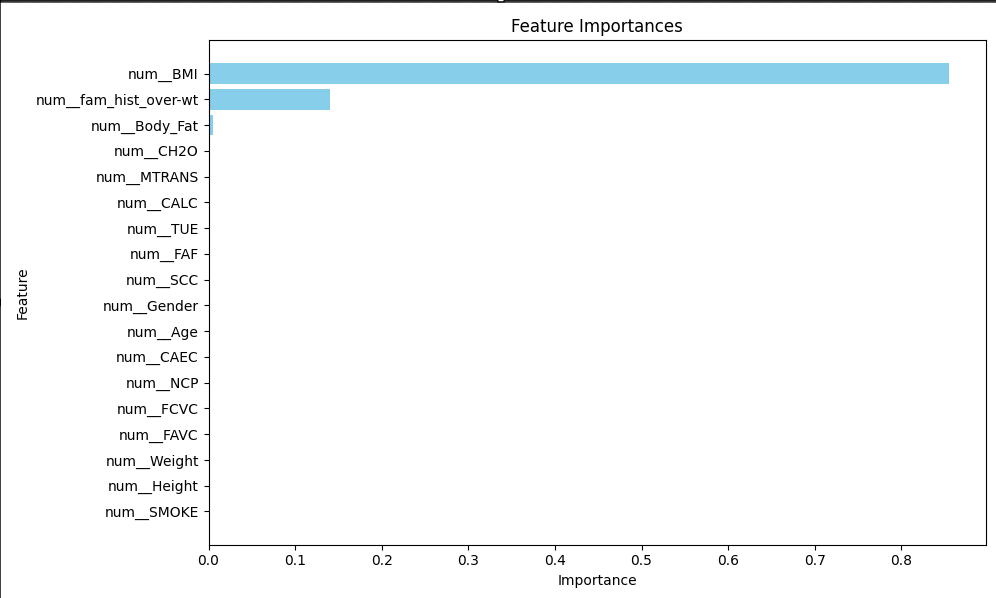 Feature Importances
num__BMI
num__fam_hist_over-wt
num__Body_Fat
num__CH2O
num__MTRANS
num__CALC
num__TUE
num__FAF
num__SCC
num__Gender
num__Age
num__CAEC
num__NCP
num__FCVC
num__FAVC
num__Weight
num__Height
num__SMOKE
Feature
0.0 0.1 0.2 0.3 0.4 0.5 0.6 0.7 0.8
Importance